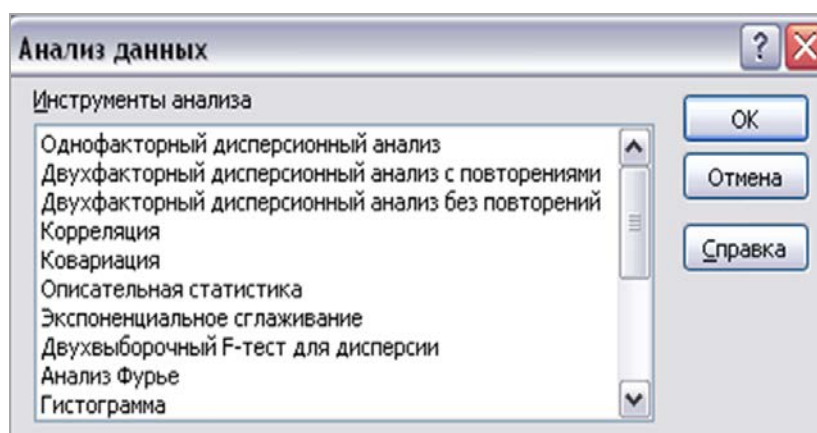 Анализ данных
Инструменты анализа
Однофакторный дисперсионный анализ
Двухфакторный дисперсионный анализ с повторениями
Двухфакторный дисперсионный анализ без повторений
Корреляция
Ковариация
Описательная статистика
Экспоненциальное сглаживание
Двухвыборочный F-тест для дисперсии
Анализ Фурье
Гистограмма
OK
Отмена
Справка